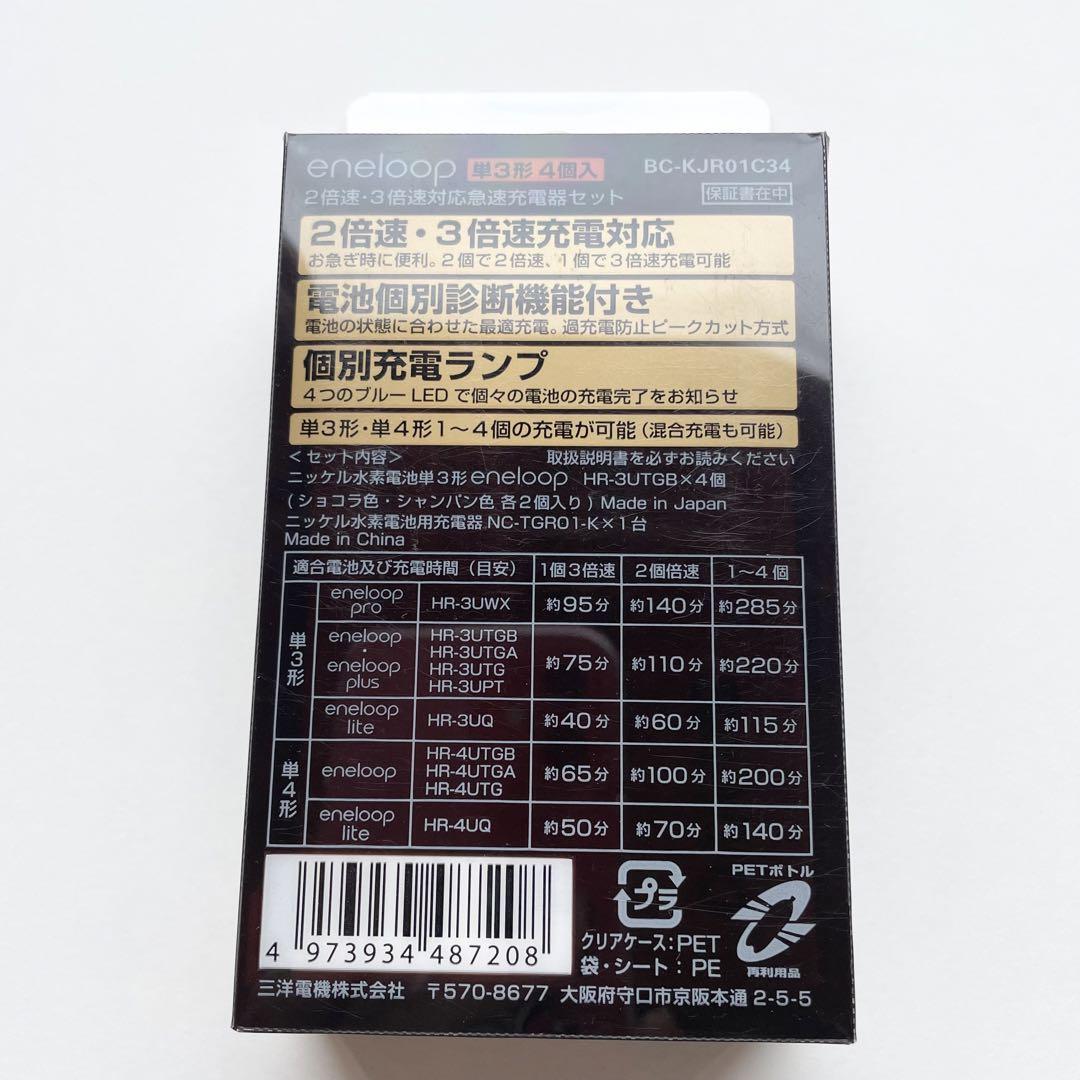 eneloop 単3形 4個入 BC-KJR01C34
2倍速・3倍速対応急速充電器セット 保証書在中
2倍速・3倍速充電対応
お急ぎ時に便利。2個で2倍速、1個で3倍速充電可能
電池個別診断機能付き
電池の状態に合わせた最適充電。過充電防止ピークカット方式
個別充電ランプ
4つのブルーLEDで個々の電池の充電完了をお知らせ
単3形・単4形1〜4個の充電が可能(混合充電も可能)
<セット内容> 取扱説明書を必ずお読みください
ニッケル水素電池単3形eneloop HR-3UTGB×4個
(ショコラ色・シャンパン色 各2個入り) Made in Japan
ニッケル水素電池用充電器 NC-TGR01-K×1台
Made in China
適合電池及び充電時間(目安) 1個3倍速 2個倍速 1〜4個
単3形
eneloop pro HR-3UWX 約95分 約140分 約285分
eneloop・eneloop plus HR-3UTGB HR-3UTGA HR-3UTG HR-3UPT 約75分 約110分 約220分
eneloop lite HR-3UQ 約40分 約60分 約115分
単4形
eneloop HR-4UTGB HR-4UTGA HR-4UTG 約65分 約100分 約200分
eneloop lite HR-4UQ 約50分 約70分 約140分
4 973934 487208
プラ
クリアケース:PET
袋・シート:PE
PETボトル
再利用品
三洋電機株式会社 〒570-8677 大阪府守口市京阪本通2-5-5